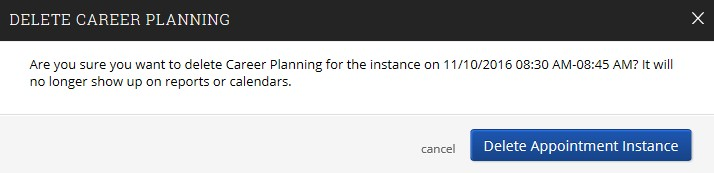 DELETE CAREER PLANNING
Are you sure you want to delete Career Planning for the instance on 11/10/2016 08:30 AM-08:45 AM? It will
no longer show up on reports or calendars.
cancel
Delete Appointment Instance